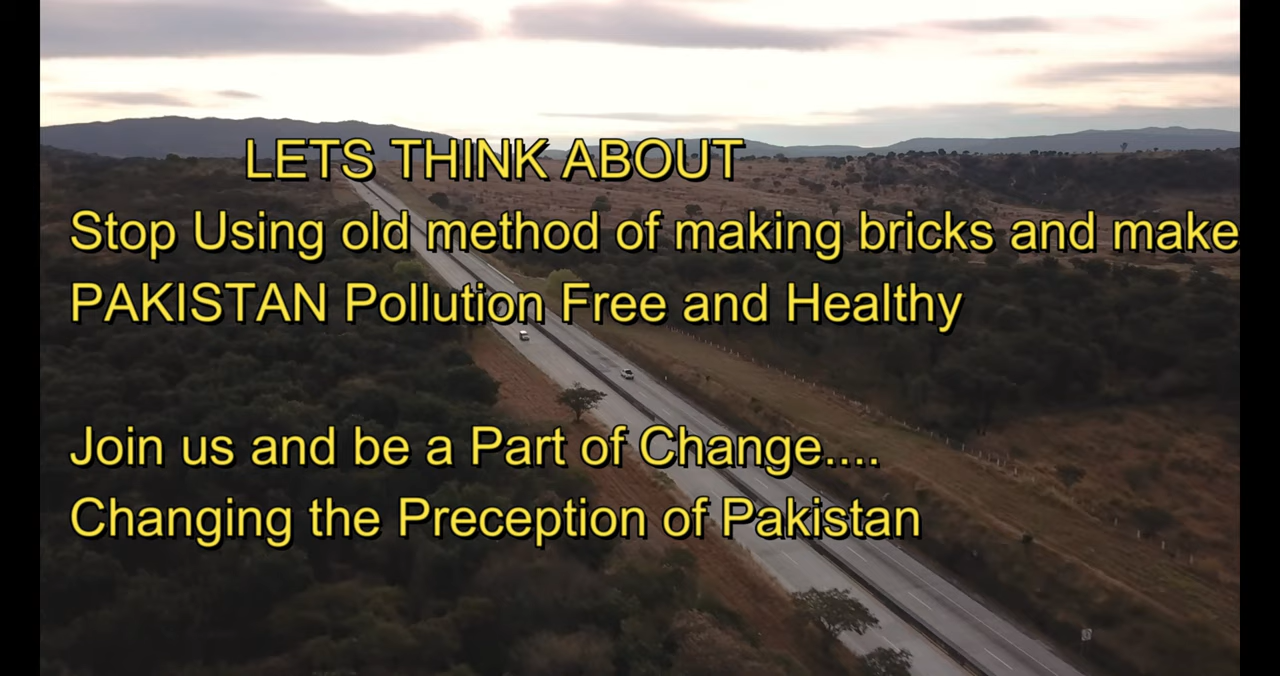 LETS THINK ABOUT
Stop Using old method of making bricks and make
PAKISTAN Pollution Free and Healthy
Join us and be a Part of Change....
Changing the Preception of Pakistan